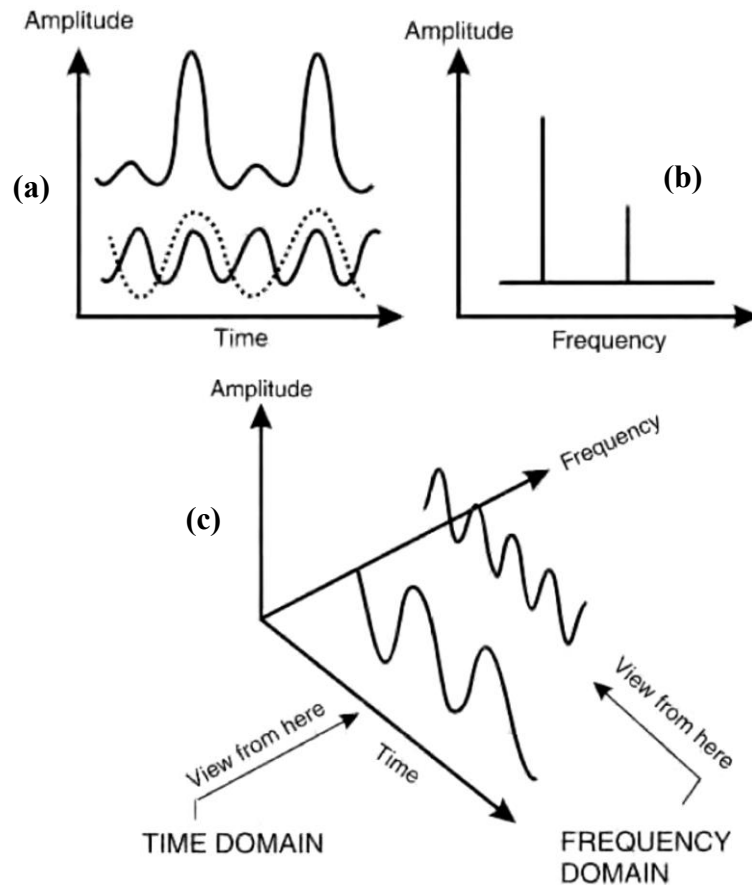 Amplitude
(a)
Time
Amplitude
(b)
Frequency
Amplitude
(c)
Frequency
View from here
Time
View from here
TIME DOMAIN
FREQUENCY
DOMAIN